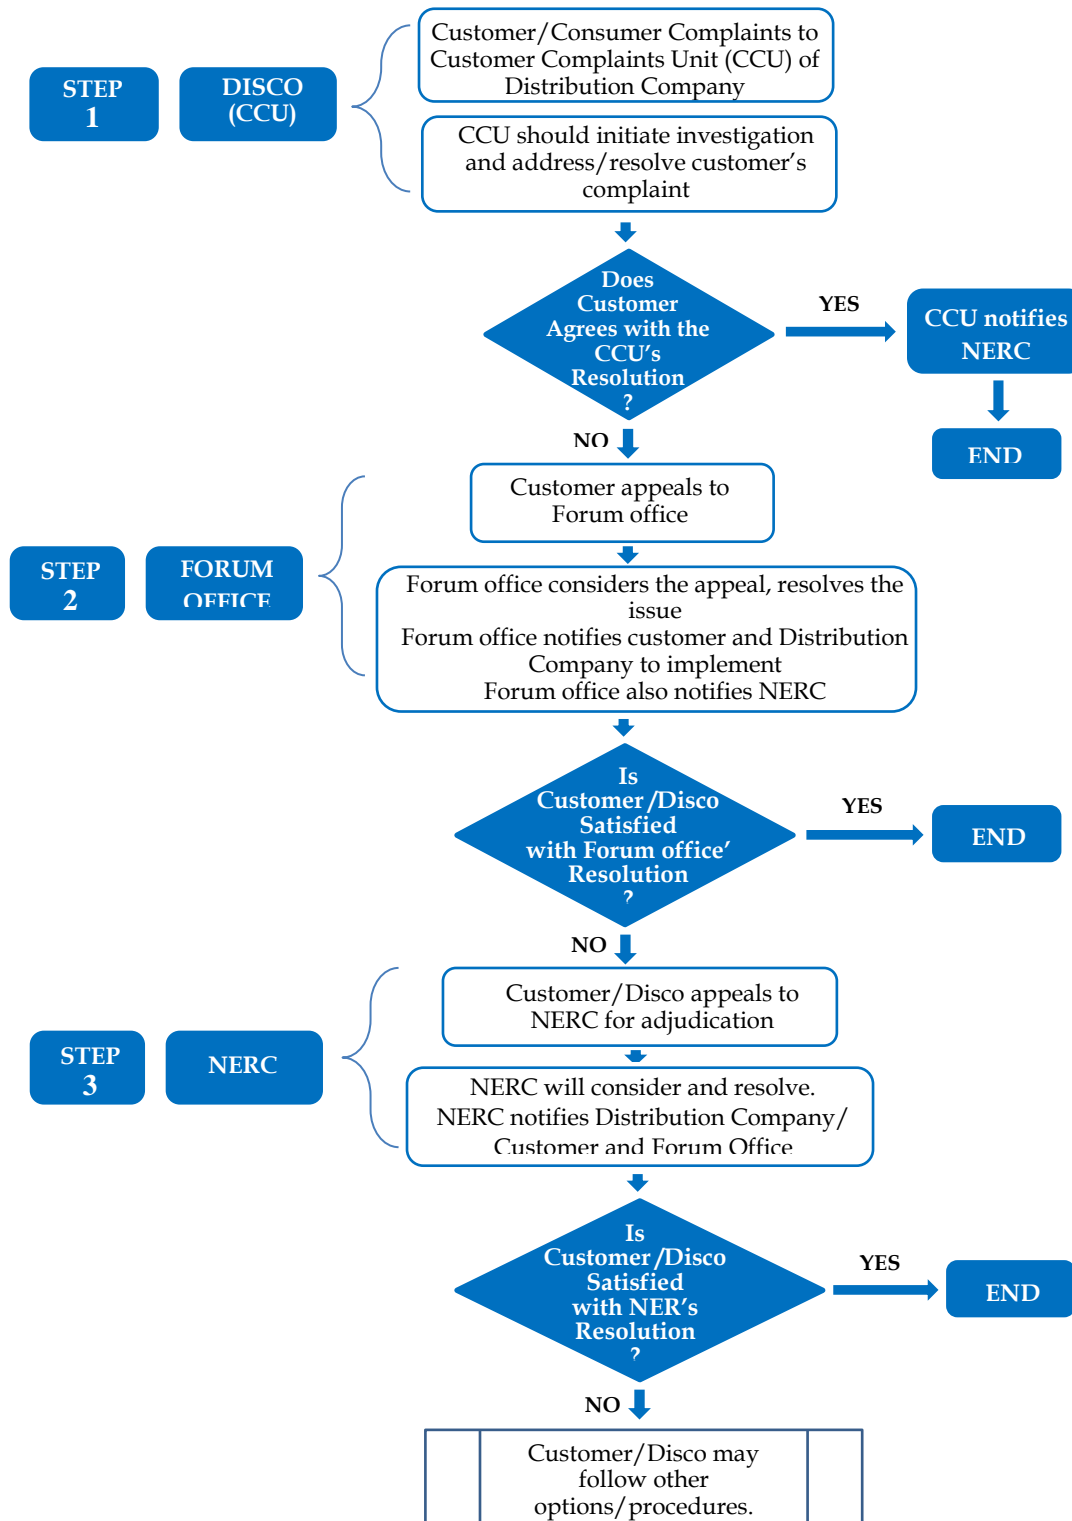 Customer/Consumer Complaints to
Customer Complaints Unit (CCU) of
Distribution Company
STEP
1
DISCO
(CCU)
CCU should initiate investigation
and address/resolve customer's
complaint
Does
Customer
Agrees with the
CCU's
Resolution
?
YES
CCU notifies
NERC
END
NO
Customer appeals to
Forum office
STEP
2
FORUM
OFFICE
Forum office considers the appeal, resolves the
issue
Forum office notifies customer and Distribution
Company to implement
Forum office also notifies NERC
Is
Customer/Disco
Satisfied
with Forum office'
Resolution
?
YES
END
NO
Customer/Disco appeals to
NERC for adjudication
STEP
3
NERC
NERC will consider and resolve.
NERC notifies Distribution Company/
Customer and Forum Office
Is
Customer/Disco
Satisfied
with NER's
Resolution
?
YES
END
NO
Customer/Disco may
follow other
options/procedures.